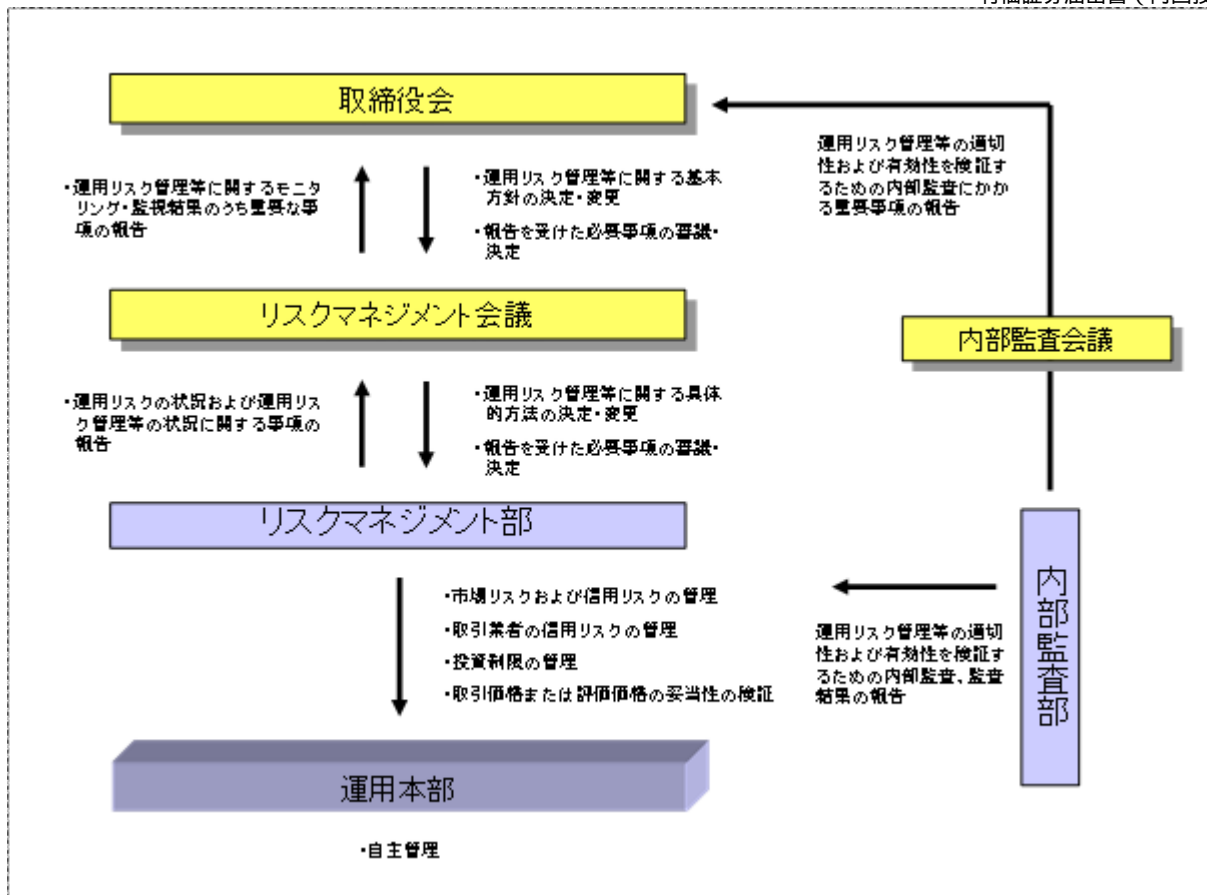 取締役会
・運用リスク管理等に関するモニタ
リング・監視結果のうち重要な事
項の報告
・運用リスク管理等に関する基本
方針の決定・変更
・報告を受けた必要事項の審議・
決定
運用リスク管理等の適切
性および有効性を検証す
るための内部監査にかか
る重要事項の報告
リスクマネジメント会議
内部監査会議
・運用リスクの状況および運用リス
ク管理等の状況に関する事項の
報告
・運用リスク管理等に関する具体
的方法の決定・変更
・報告を受けた必要事項の審議・
決定
リスクマネジメント部
・市場リスクおよび信用リスクの管理
・取引業者の信用リスクの管理
・投資制限の管理
・取引価格または評価価格の妥当性の検証
運用リスク管理等の適切
性および有効性を検証す
るための内部監査、監査
結果の報告
内部監査部
運用本部
・自主管理